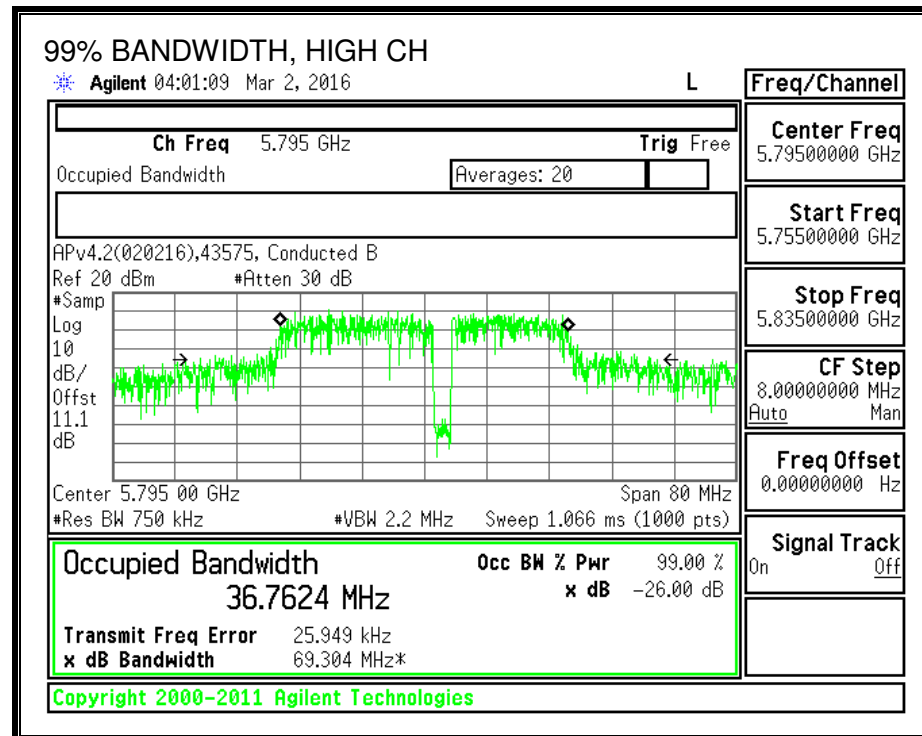 99% BANDWIDTH, HIGH CH
Agilent 04:01:09 Mar 2, 2016 L
Ch Freq 5.795 GHz Trig Free
Occupied Bandwidth Averages: 20
APv4.2(020216),43575, Conducted B
Ref 20 dBm #Atten 30 dB
#Samp
Log
10
dB/
Offst
11.1
dB
Center 5.795 00 GHz Span 80 MHz
#Res BW 750 kHz #VBW 2.2 MHz Sweep 1.066 ms (1000 pts)
Occupied Bandwidth Occ BW % Pwr 99.00 %
36.7624 MHz x dB -26.00 dB
Transmit Freq Error 25.949 kHz
x dB Bandwidth 69.304 MHz*
Copyright 2000-2011 Agilent Technologies
Freq/Channel
Center Freq
5.79500000 GHz
Start Freq
5.75500000 GHz
Stop Freq
5.83500000 GHz
CF Step
8.00000000 MHz
Auto Man
Freq Offset
0.00000000 Hz
Signal Track
On Off